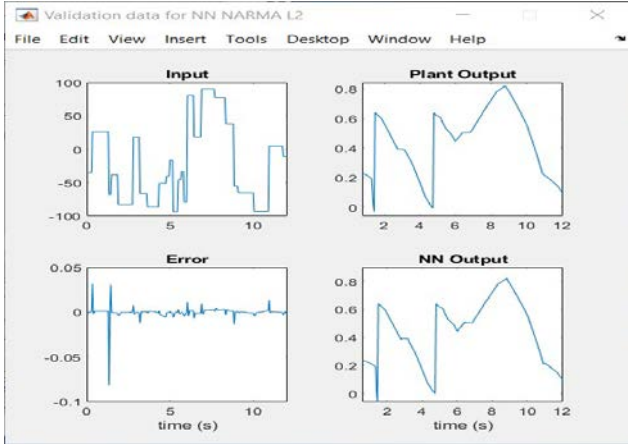 Validation data for NN NARMA L2
File Edit View Insert Tools Desktop Window Help
Input
100
50
0
-50
-100
0 5 10
Plant Output
0.8
0.6
0.4
0.2
0
2 4 6 8 10 12
Error
0.05
0
-0.05
-0.1
0 5 10
time (s)
NN Output
0.8
0.6
0.4
0.2
0
2 4 6 8 10 12
time (s)